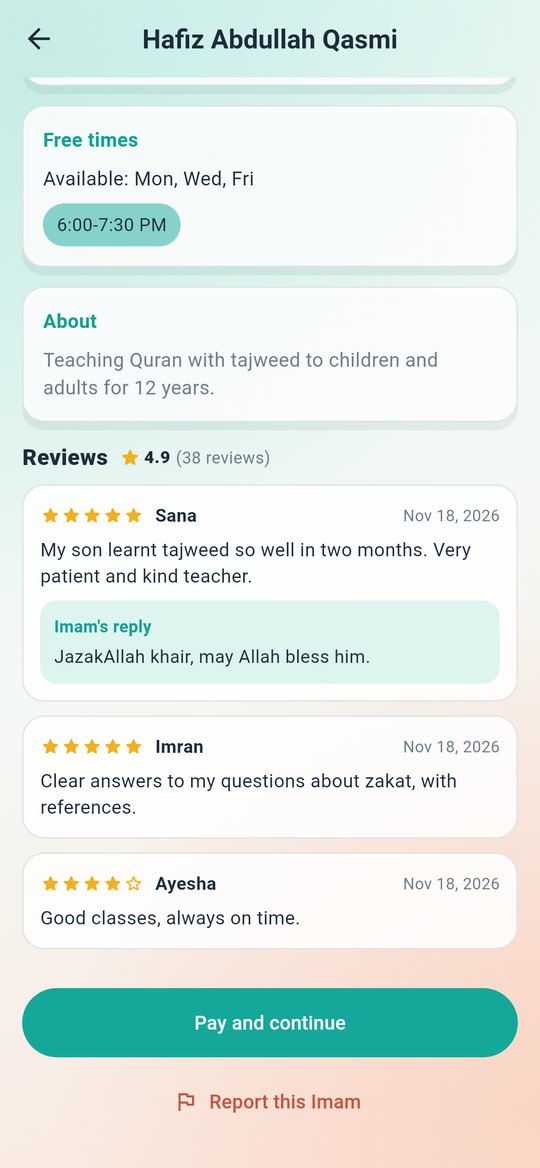 Hafiz Abdullah Qasmi
Free times
Available: Mon, Wed, Fri
6:00-7:30 PM
About
Teaching Quran with tajweed to children and
adults for 12 years.
Reviews 4.9 (38 reviews)
Sana Nov 18, 2026
My son learnt tajweed so well in two months. Very
patient and kind teacher.
Imam's reply
JazakAllah khair, may Allah bless him.
Imran Nov 18, 2026
Clear answers to my questions about zakat, with
references.
Ayesha Nov 18, 2026
Good classes, always on time.
Pay and continue
Report this Imam